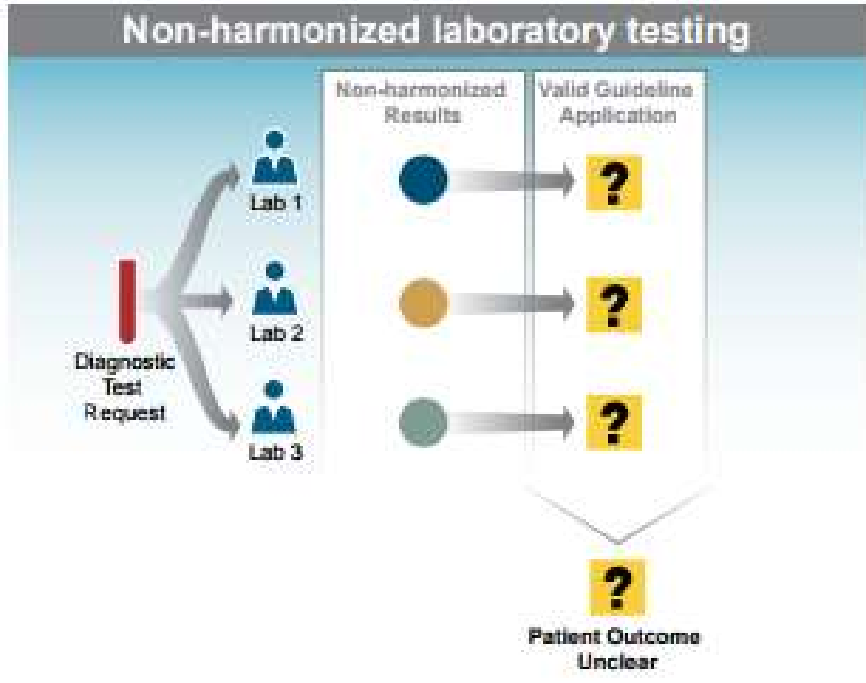 Non-harmonized laboratory testing
Non-harmonized
Results
Valid Guideline
Application
Lab 1
?
Lab 2
?
Diagnostic
Test
Request
Lab 3
?
?
Patient Outcome
Unclear